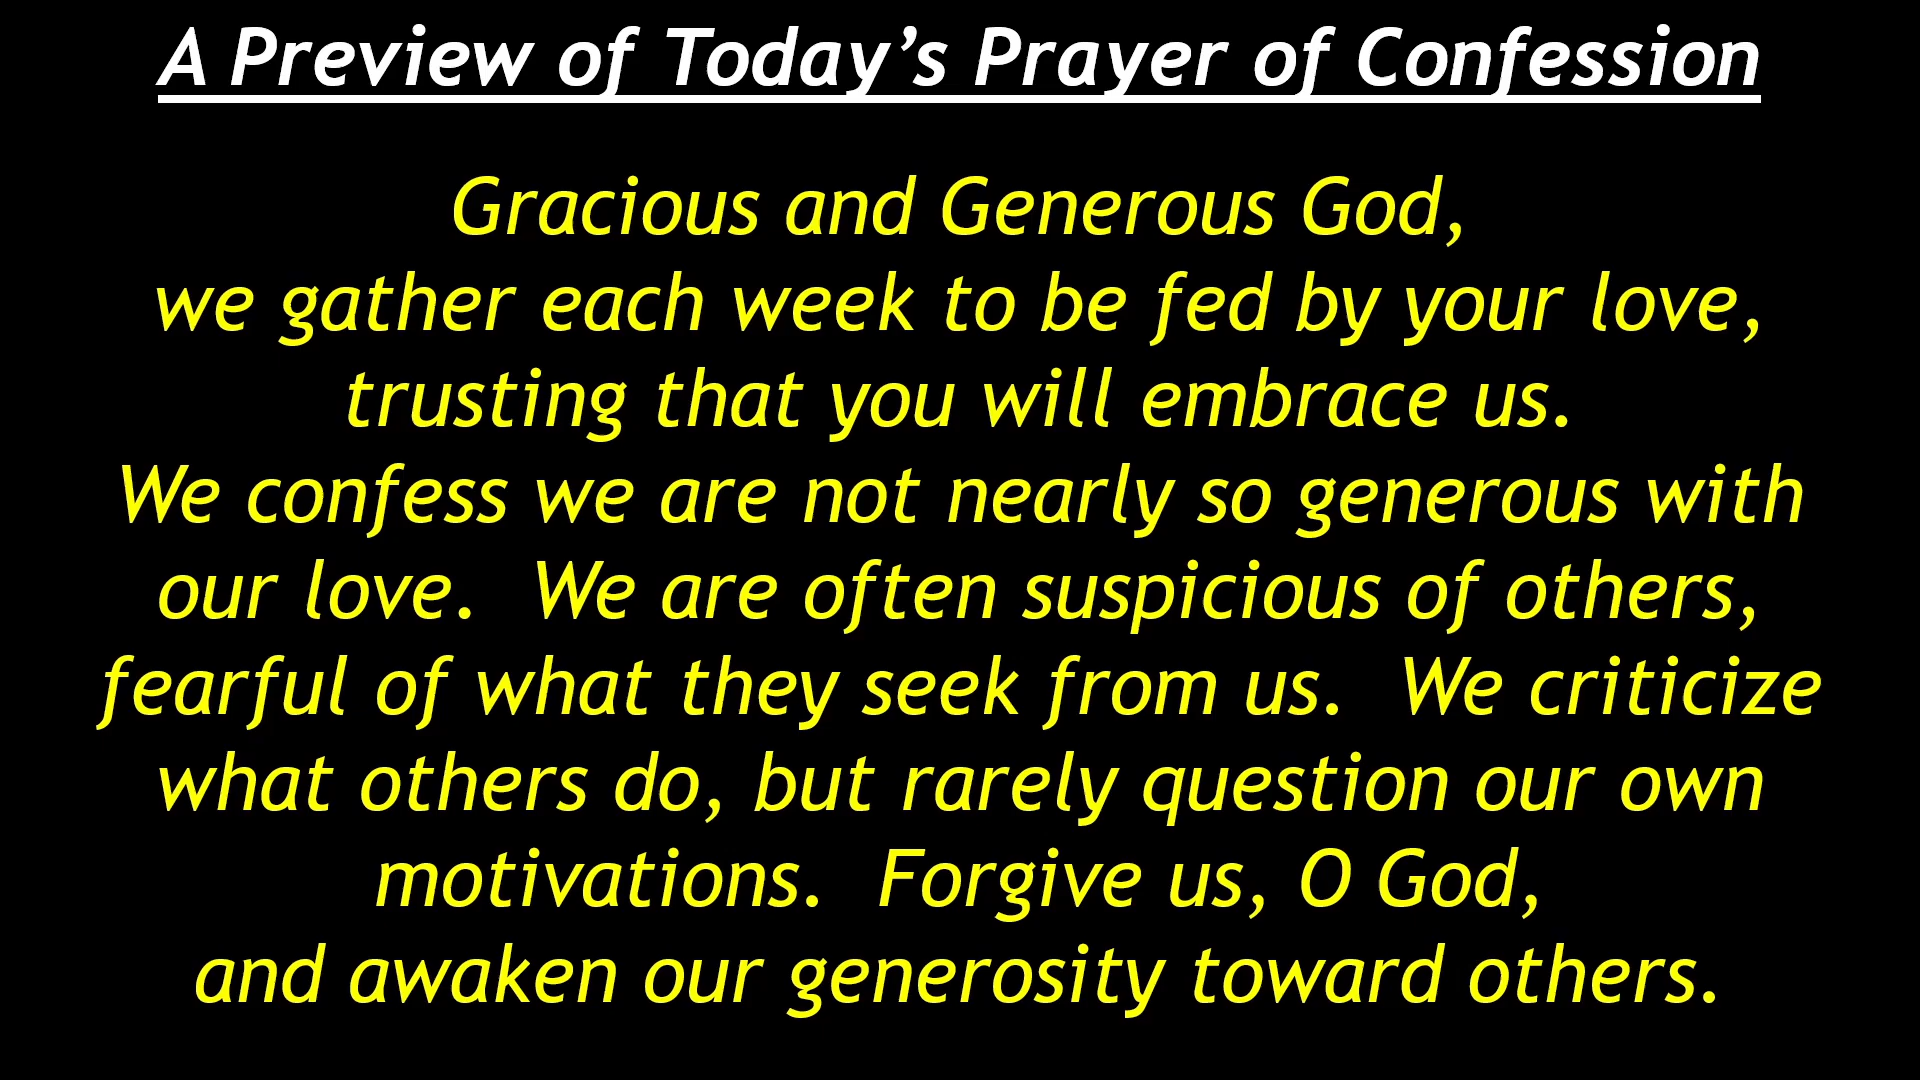 A Preview of Today’s Prayer of Confession
Gracious and Generous God,
we gather each week to be fed by your love,
trusting that you will embrace us.
We confess we are not nearly so generous with
our love.  We are often suspicious of others,
fearful of what they seek from us.  We criticize
what others do, but rarely question our own
motivations.  Forgive us, O God,
and awaken our generosity toward others.